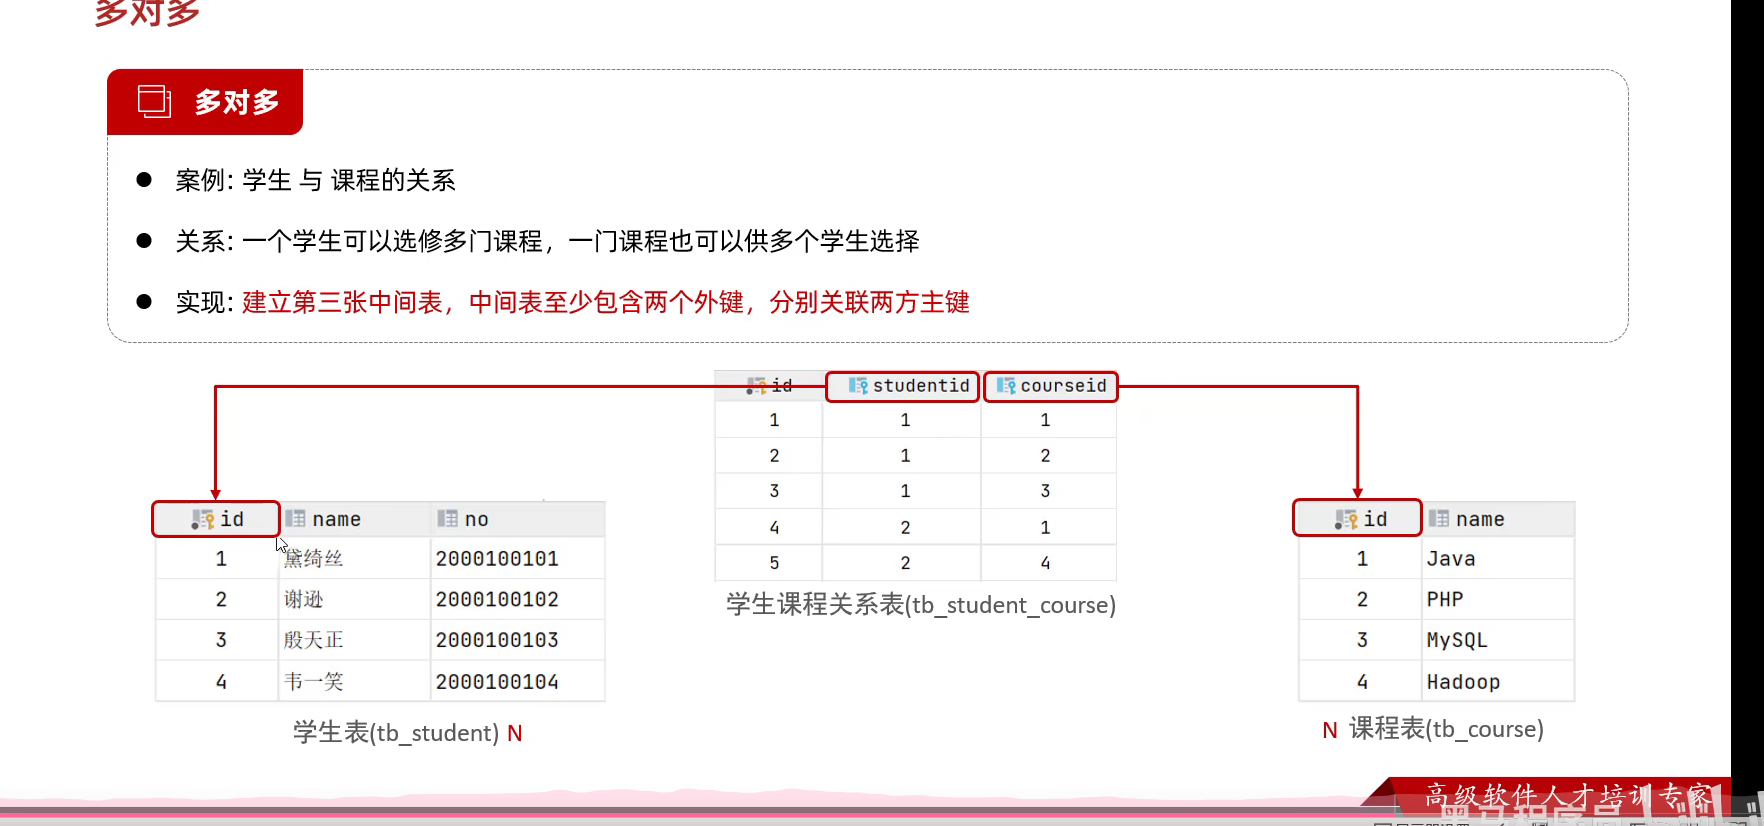 多对多
多对多
案例: 学生 与 课程的关系
关系: 一个学生可以选修多门课程，一门课程也可以供多个学生选择
实现: 建立第三张中间表，中间表至少包含两个外键，分别关联两方主键
id studentid courseid
1 1 1
2 1 2
3 1 3
4 2 1
5 2 4
学生课程关系表(tb_student_course)
id name no
1 黛绮丝 2000100101
2 谢逊 2000100102
3 殷天正 2000100103
4 韦一笑 2000100104
学生表(tb_student) N
id name
1 Java
2 PHP
3 MySQL
4 Hadoop
N 课程表(tb_course)
高级软件人才培训专家
黑马程序员